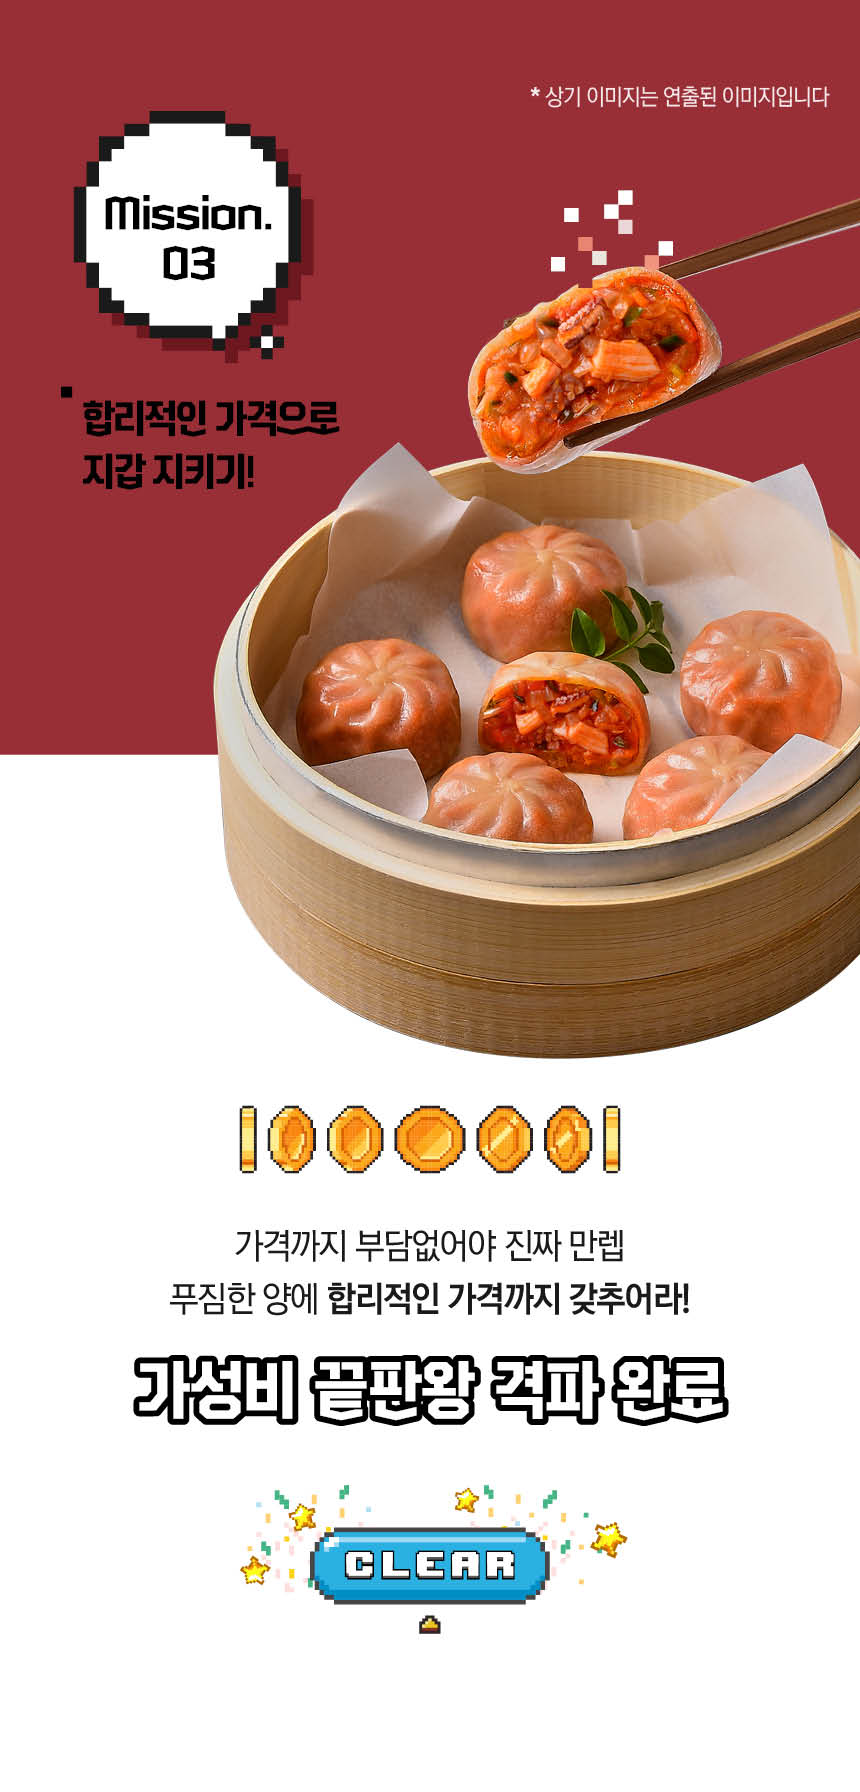 * 상기 이미지는 연출된 이미지입니다
Mission.
03
합리적인 가격으로
지갑 지키기!
가격까지 부담없어야 진짜 만렙
푸짐한 양에 합리적인 가격까지 갖추어라!
가성비 끝판왕 격파 완료
CLEAR